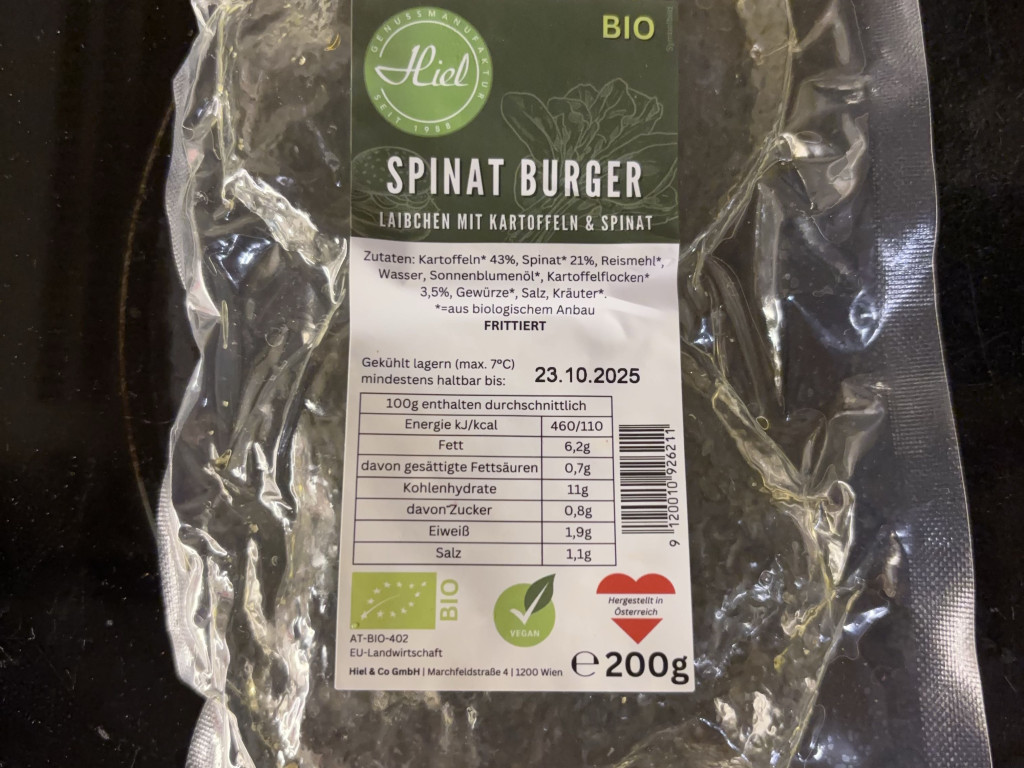 GENUSSMANUFAKTUR
Hiel
SEIT 1988
BIO
SPINAT BURGER
LAIBCHEN MIT KARTOFFELN & SPINAT
Zutaten: Kartoffeln* 43%, Spinat* 21%, Reismehl*,
Wasser, Sonnenblumenöl*, Kartoffelflocken*
3,5%, Gewürze*, Salz, Kräuter*.
*=aus biologischem Anbau
FRITTIERT
Gekühlt lagern (max. 7°C)
mindestens haltbar bis: 23.10.2025
100g enthalten durchschnittlich
Energie kJ/kcal 460/110
Fett 6,2g
davon gesättigte Fettsäuren 0,7g
Kohlenhydrate 11g
davon Zucker 0,8g
Eiweiß 1,9g
Salz 1,1g
9 120010 926211
BIO
VEGAN
Hergestellt in
Österreich
AT-BIO-402
EU-Landwirtschaft
Hiel & Co GmbH | Marchfeldstraße 4 | 1200 Wien
℮ 200g